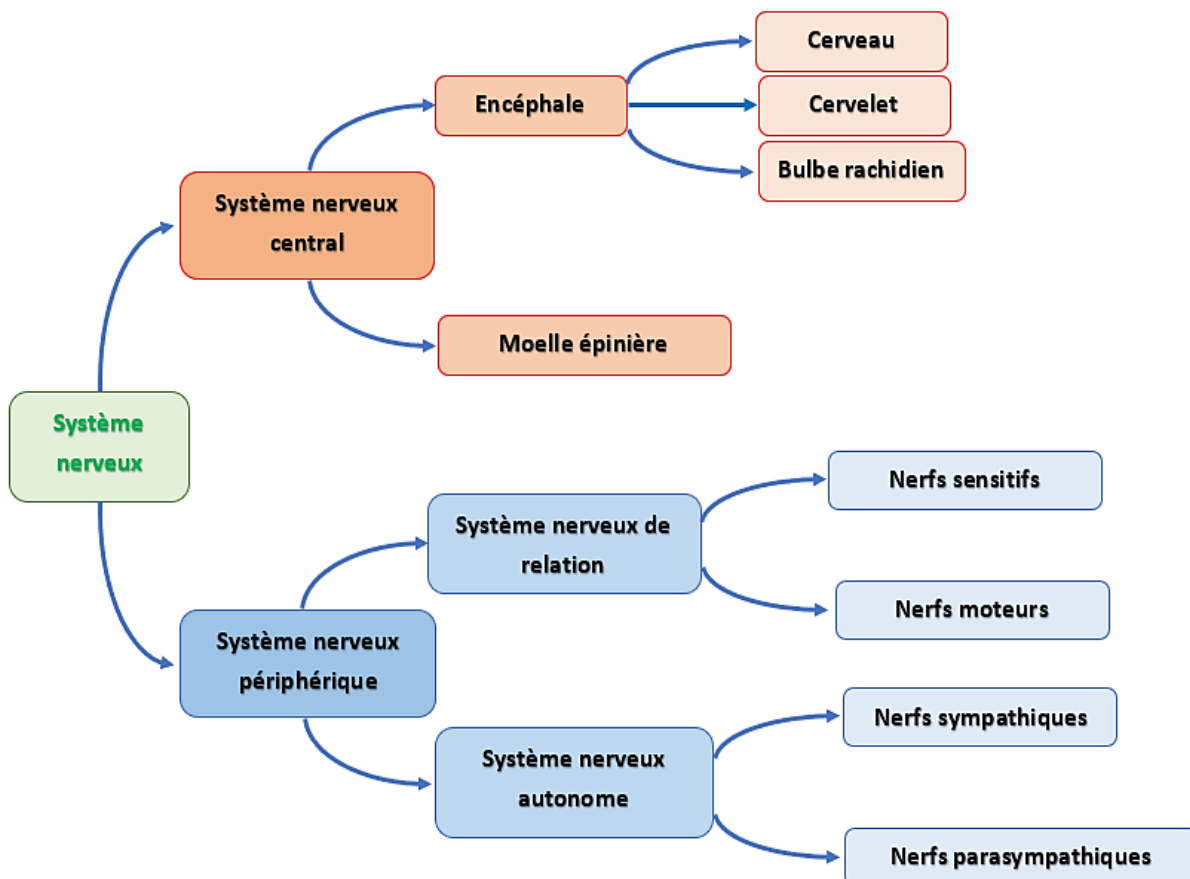 Cerveau
Encéphale
Cervelet
Bulbe rachidien
Système nerveux
central
Moelle épinière
Système
nerveux
Nerfs sensitifs
Système nerveux de
relation
Nerfs moteurs
Système nerveux
périphérique
Nerfs sympathiques
Système nerveux
autonome
Nerfs parasympathiques